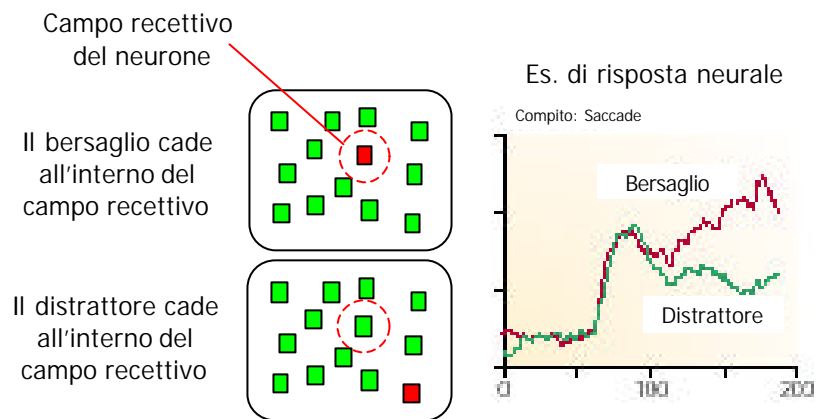 Campo recettivo
del neurone
Es. di risposta neurale
Compito: Saccade
Il bersaglio cade
all'interno del
campo recettivo
Bersaglio
Il distrattore cade
all'interno del
campo recettivo
Distrattore
0
100
200